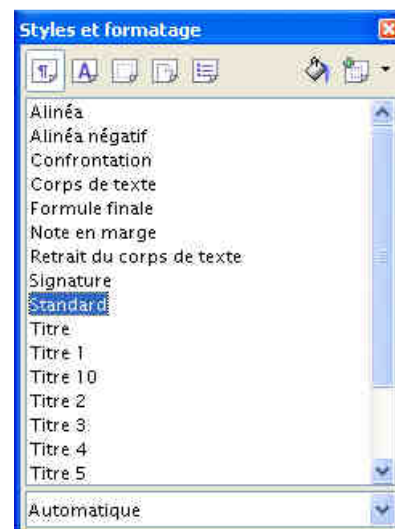 Styles et formatage
Alinéa
Alinéa négatif
Confrontation
Corps de texte
Formule finale
Note en marge
Retrait du corps de texte
Signature
Standard
Titre
Titre 1
Titre 10
Titre 2
Titre 3
Titre 4
Titre 5
Automatique